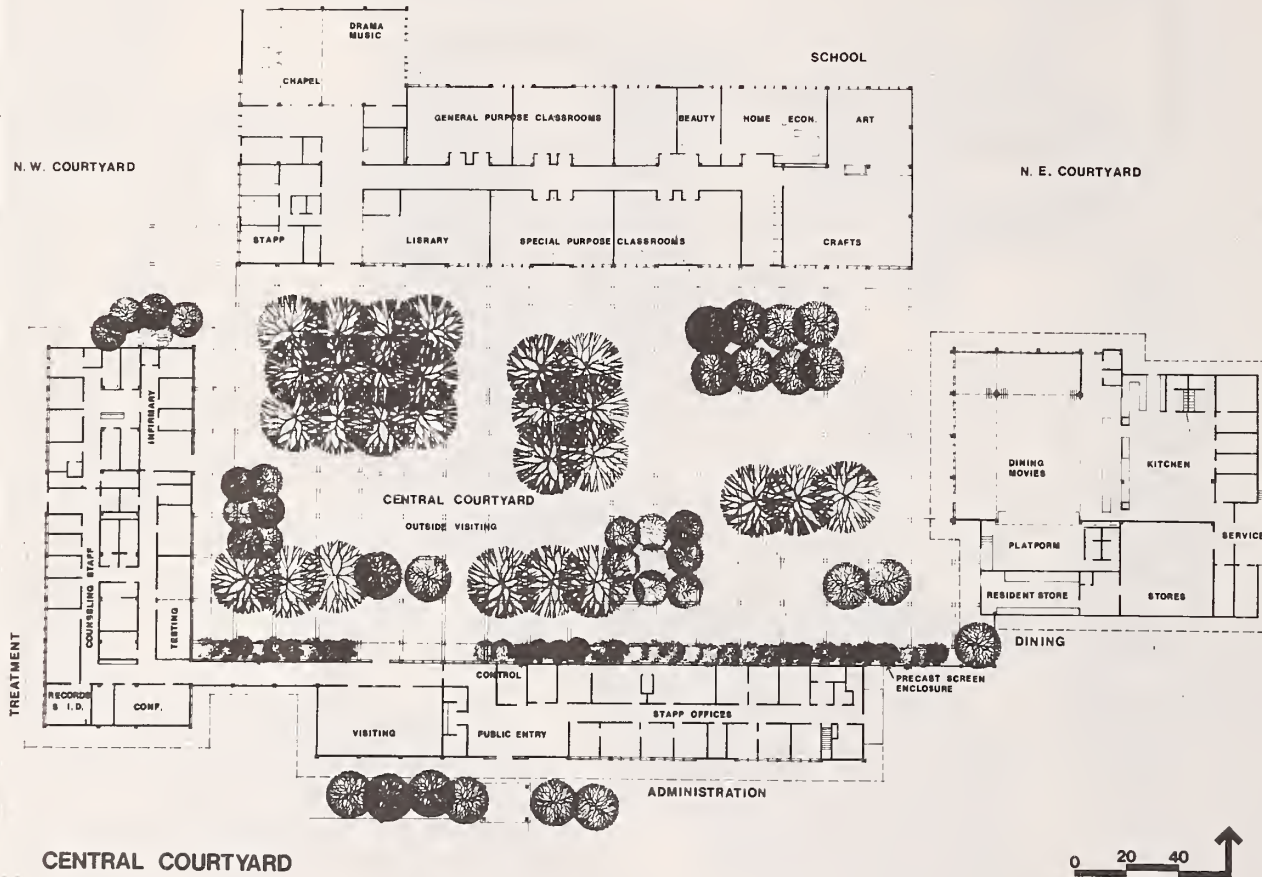 DRAMA
MUSIC
SCHOOL
CHAPEL
GENERAL PURPOSE CLASSROOMS
BEAUTY
HOME ECON.
ART
N.W. COURTYARD
N.E. COURTYARD
STAFF
LIBRARY
SPECIAL PURPOSE CLASSROOMS
CRAFTS
INFIRMARY
CENTRAL COURTYARD
OUTSIDE VISITING
DINING
MOVIES
KITCHEN
SERVICE
PLATFORM
RESIDENT STORE
STORES
COUNSELING STAFF
TESTING
TREATMENT
DINING
CONTROL
PRECAST SCREEN
ENCLOSURE
RECORDS
& I.D.
CONF.
VISITING
PUBLIC ENTRY
STAFF OFFICES
ADMINISTRATION
CENTRAL COURTYARD
0 20 40